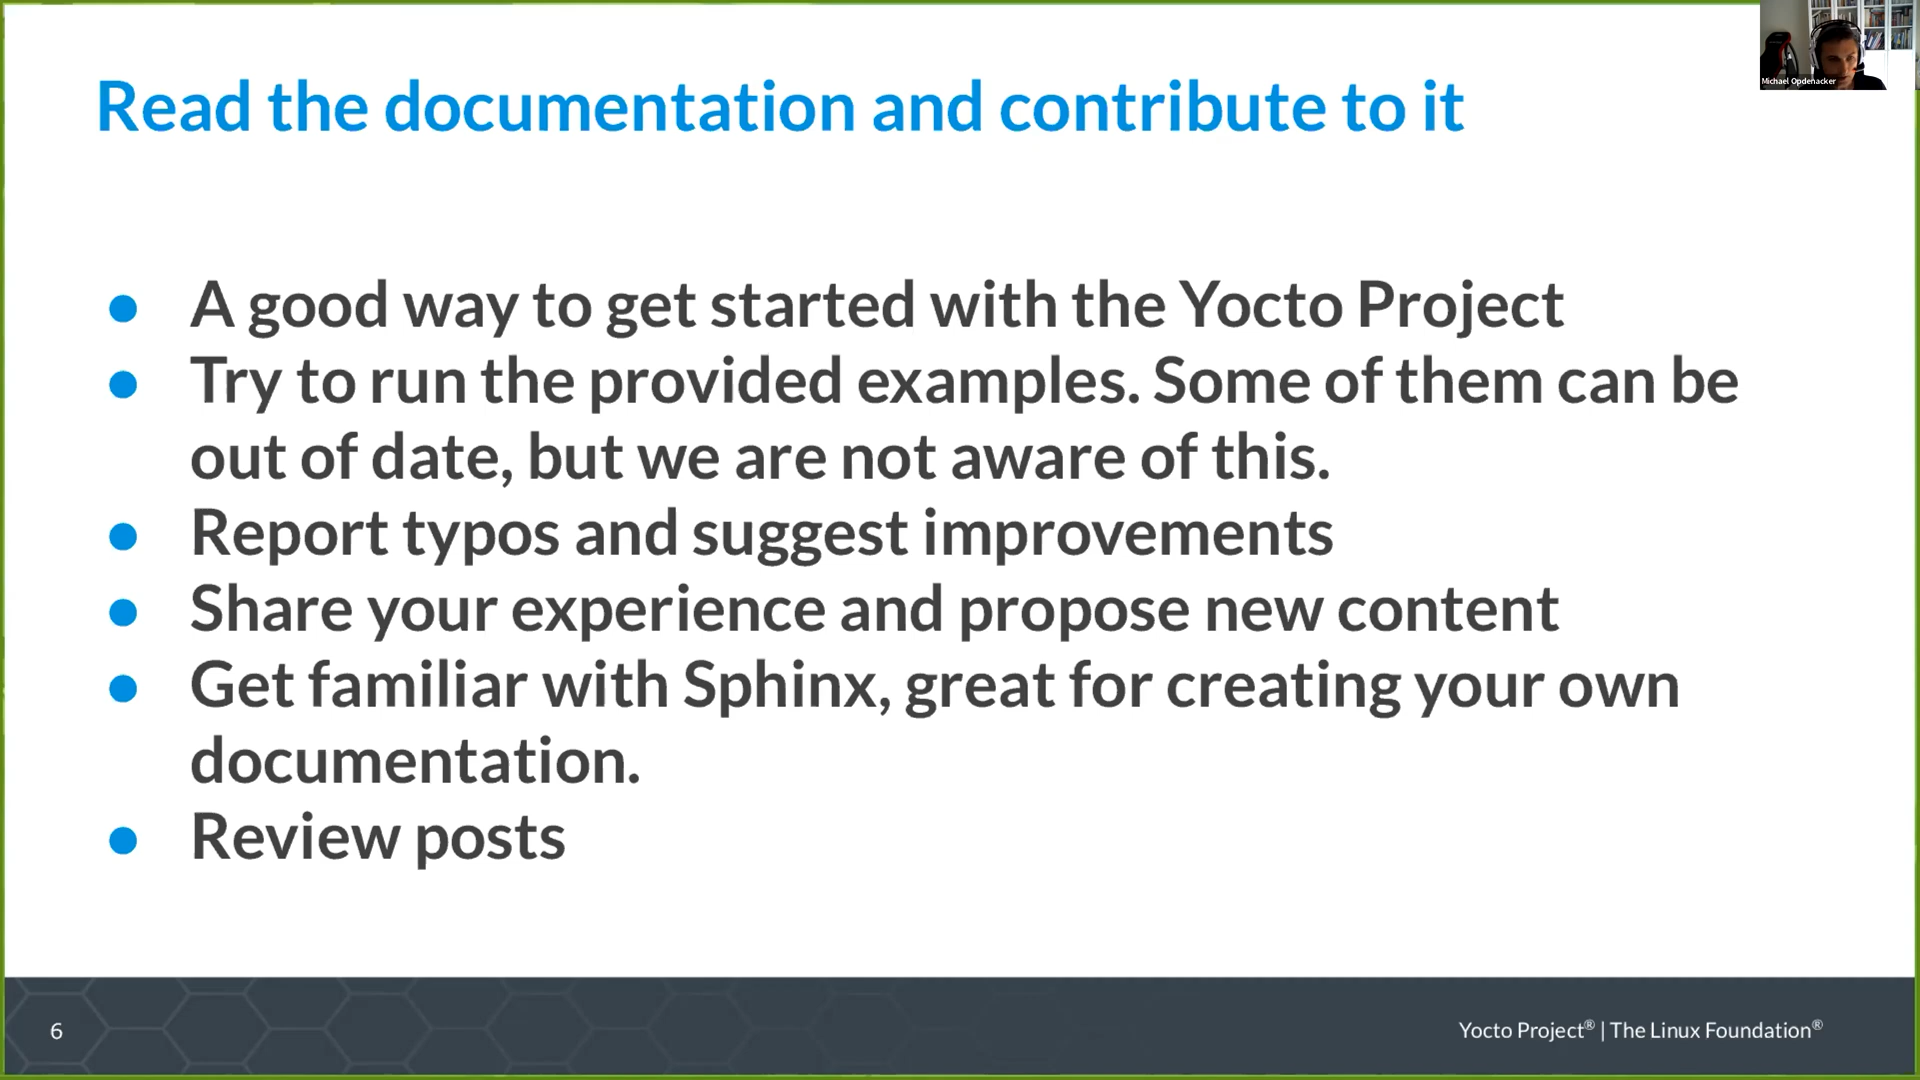 Michael Opdenacker
Read the documentation and contribute to it
● A good way to get started with the Yocto Project
● Try to run the provided examples. Some of them can be
out of date, but we are not aware of this.
● Report typos and suggest improvements
● Share your experience and propose new content
● Get familiar with Sphinx, great for creating your own
documentation.
● Review posts
6
Yocto Project® | The Linux Foundation®